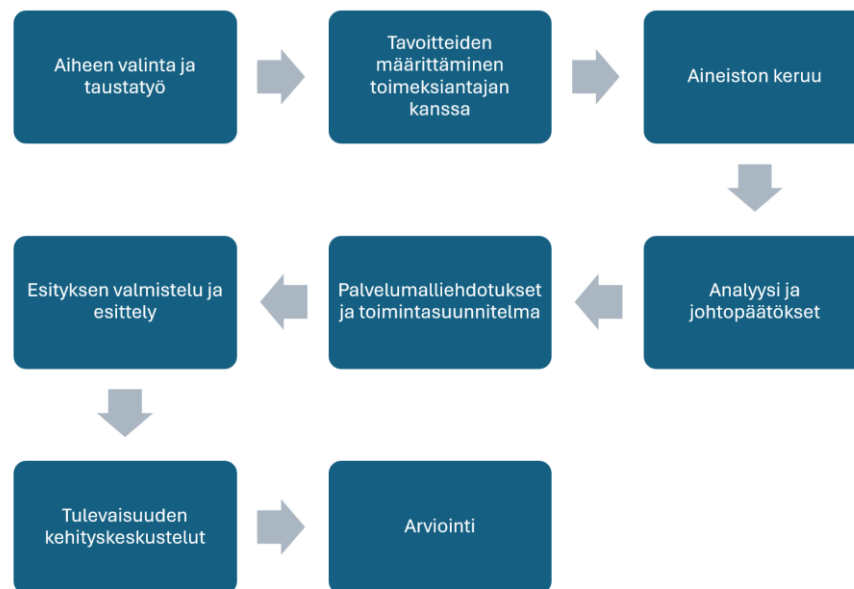 Aiheen valinta ja
taustatyö
Tavoitteiden
määrittäminen
toimeksiantajan
kanssa
Aineiston keruu
Analyysi ja
johtopäätökset
Palvelumalliehdotukset
ja toimintasuunnitelma
Esityksen valmistelu ja
esittely
Tulevaisuuden
kehityskeskustelut
Arviointi